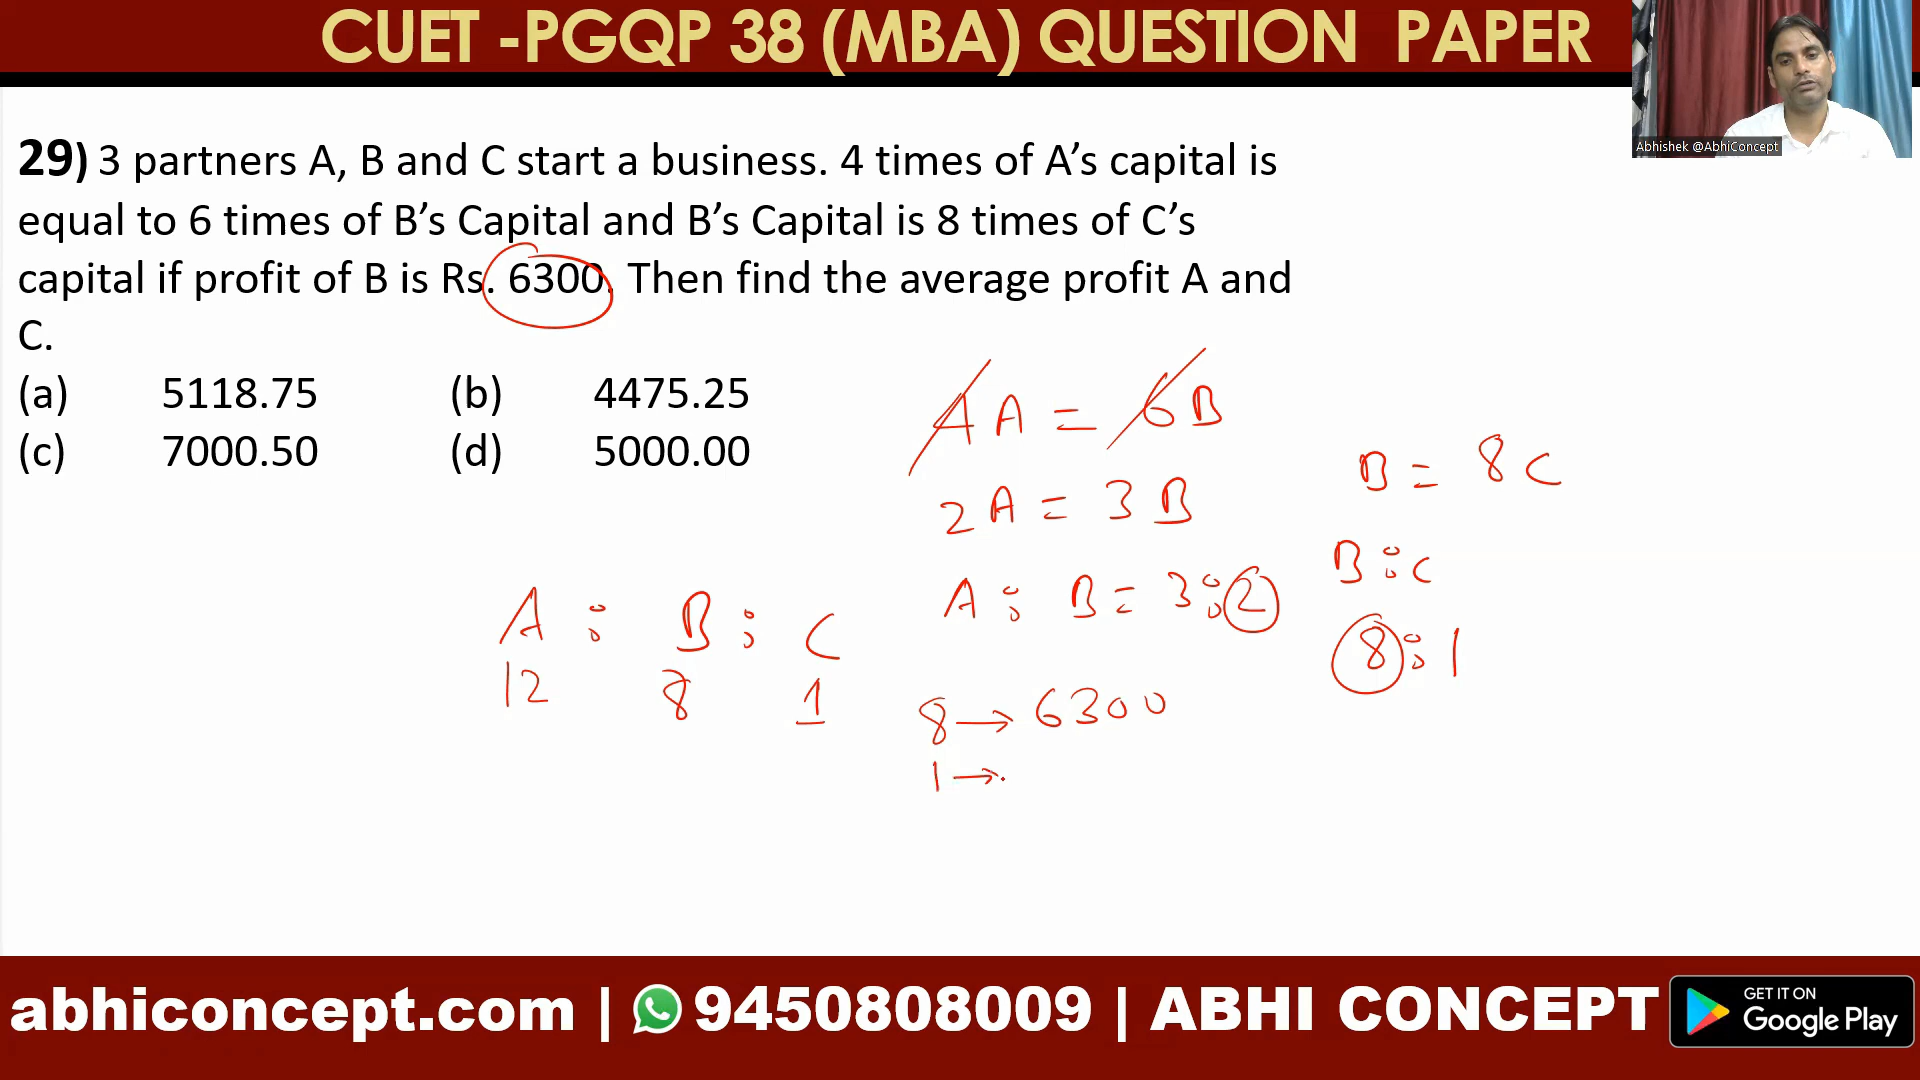 CUET -PGQP 38 (MBA) QUESTION PAPER
Abhishek @AbhiConcept
29) 3 partners A, B and C start a business. 4 times of A’s capital is
equal to 6 times of B’s Capital and B’s Capital is 8 times of C’s
capital if profit of B is Rs. 6300. Then find the average profit A and
C.
(a) 5118.75 (b) 4475.25
(c) 7000.50 (d) 5000.00
4A = 6B
2A = 3B
A : B = 3:2
B = 8C
B:C
8:1
A : B : C
12 8 1
8 → 6300
1 →
abhiconcept.com | 9450808009 | ABHI CONCEPT
GET IT ON
Google Play